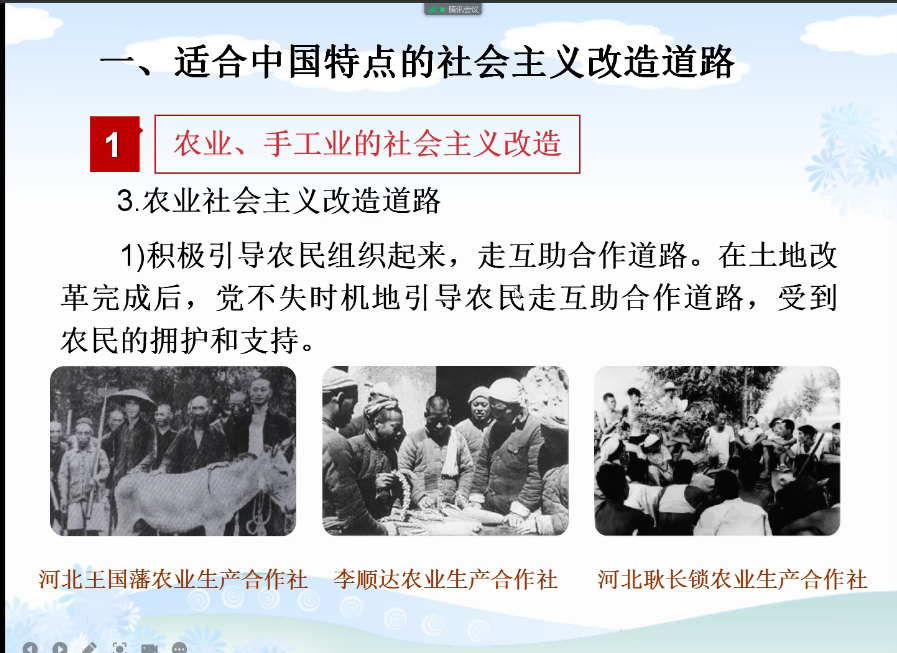 腾讯会议
一、适合中国特点的社会主义改造道路
1
农业、手工业的社会主义改造
3.农业社会主义改造道路
1)积极引导农民组织起来，走互助合作道路。在土地改
革完成后，党不失时机地引导农民走互助合作道路，受到
农民的拥护和支持。
河北王国藩农业生产合作社
李顺达农业生产合作社
河北耿长锁农业生产合作社